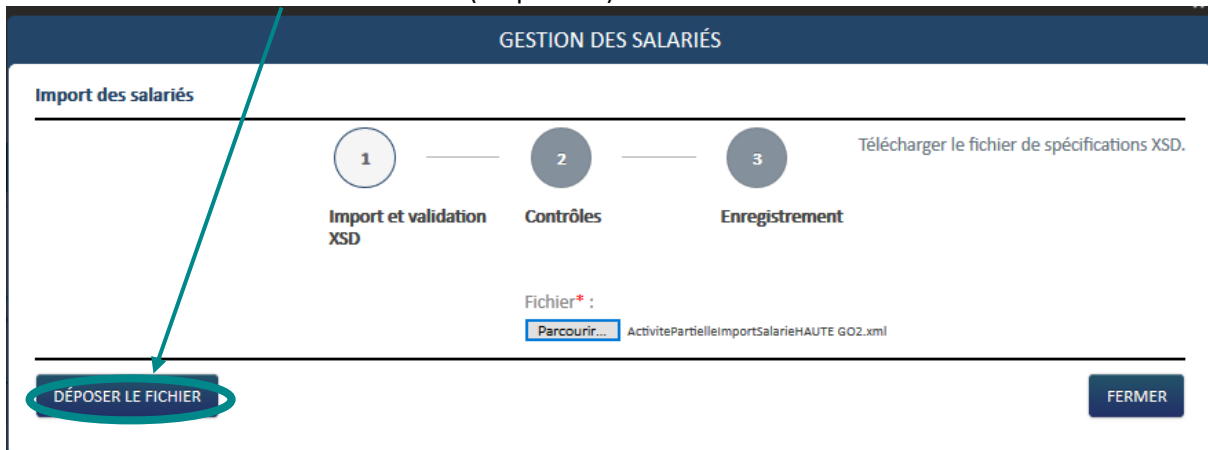 GESTION DES SALARIÉS
Import des salariés
1
2
3
Télécharger le fichier de spécifications XSD.
Import et validation
XSD
Contrôles
Enregistrement
Fichier* :
Parcourir... ActivitePartielleImportSalarieHAUTE GO2.xml
DÉPOSER LE FICHIER
FERMER